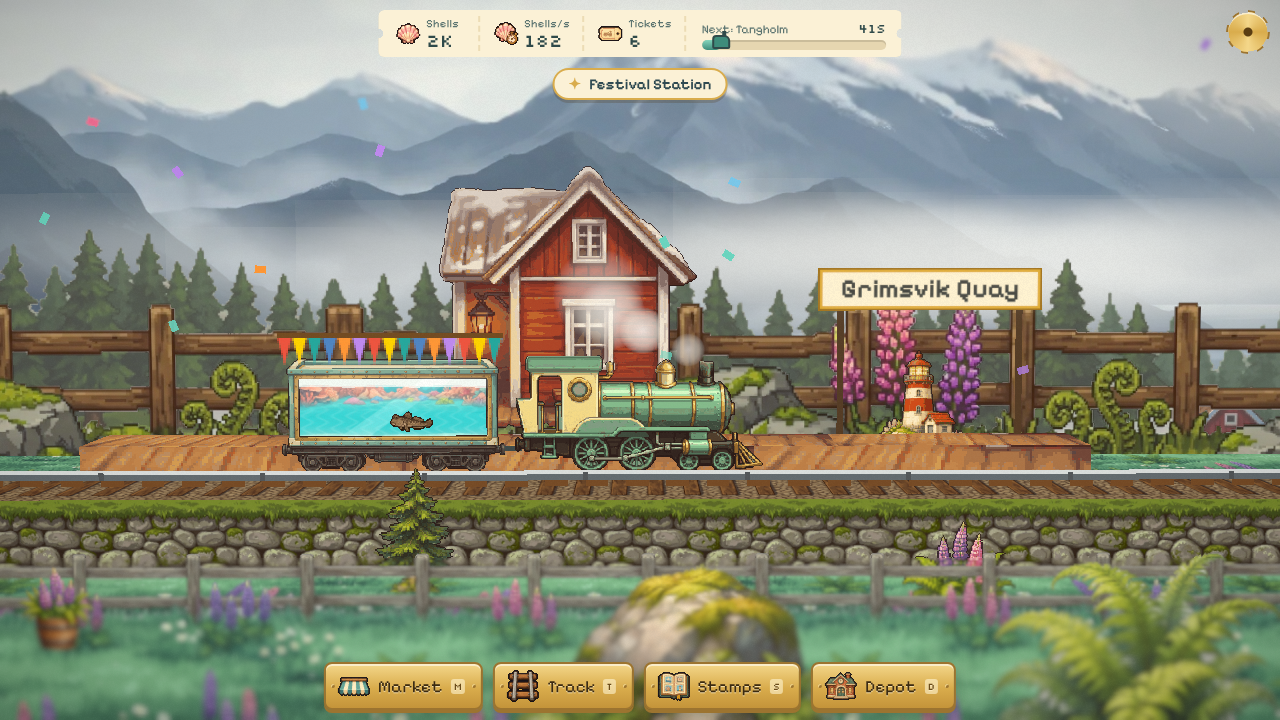 Shells
2K
Shells/s
182
Tickets
6
Next: Tangholm
41s
Festival Station
Grimsvik Quay
Market M
Track T
Stamps S
Depot D